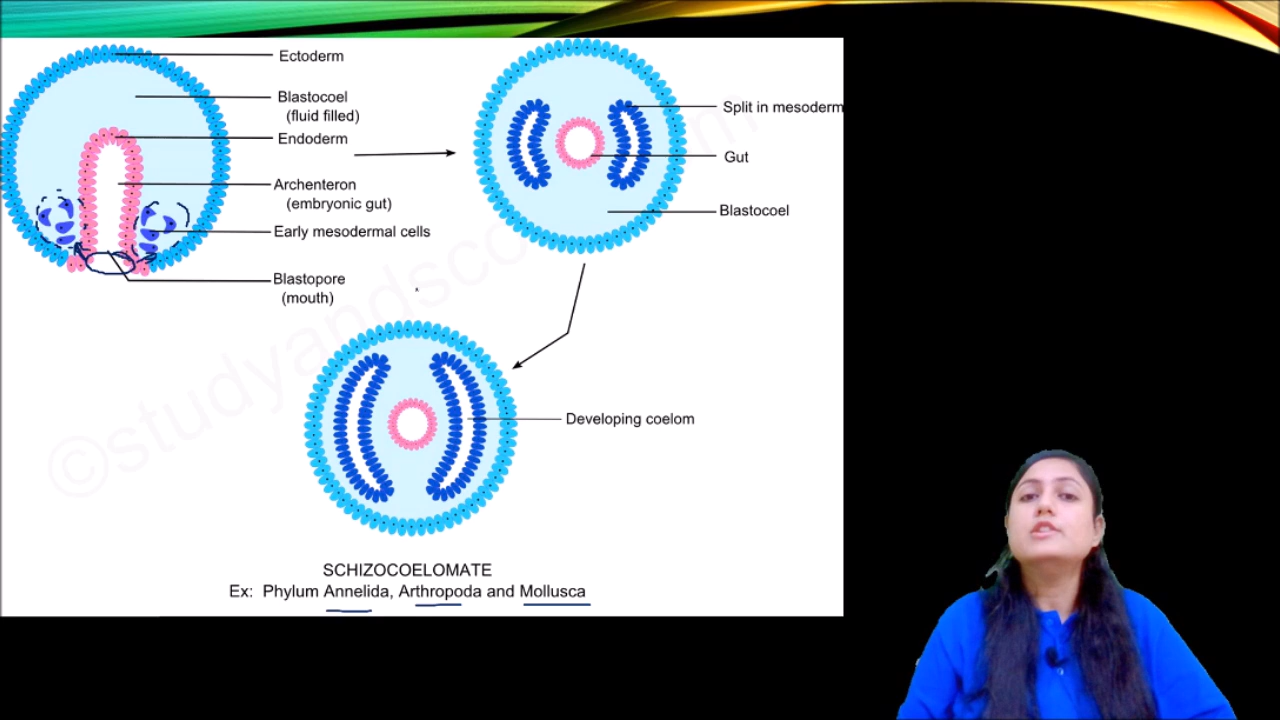 Ectoderm
Blastocoel
(fluid filled)
Endoderm
Archenteron
(embryonic gut)
Early mesodermal cells
Blastopore
(mouth)
Split in mesoderm
Gut
Blastocoel
Developing coelom
SCHIZOCOELOMATE
Ex: Phylum Annelida, Arthropoda and Mollusca